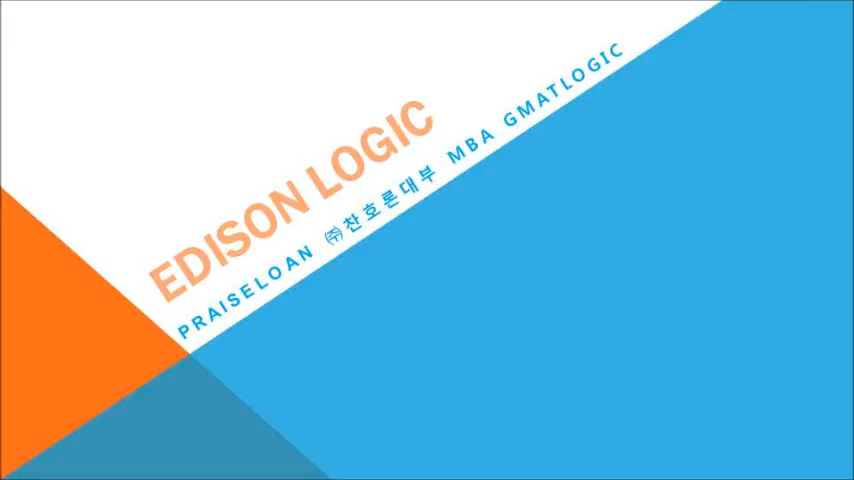 EDISON LOGIC
PRAISELOAN ㈜찬호론대부 MBA GMATLOGIC